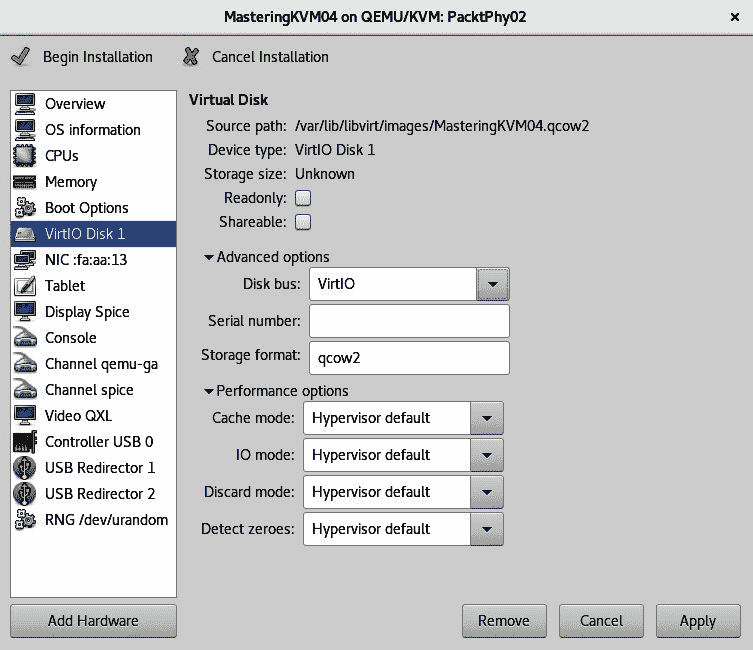 MasteringKVM04 on QEMU/KVM: PacktPhy02
Begin Installation
Cancel Installation
Overview
OS information
CPUs
Memory
Boot Options
VirtIO Disk 1
NIC :fa:aa:13
Tablet
Display Spice
Console
Channel qemu-ga
Channel spice
Video QXL
Controller USB 0
USB Redirector 1
USB Redirector 2
RNG /dev/urandom
Add Hardware
Virtual Disk
Source path: /var/lib/libvirt/images/MasteringKVM04.qcow2
Device type: VirtIO Disk 1
Storage size: Unknown
Readonly:
Shareable:
Advanced options
Disk bus: VirtIO
Serial number:
Storage format: qcow2
Performance options
Cache mode: Hypervisor default
IO mode: Hypervisor default
Discard mode: Hypervisor default
Detect zeroes: Hypervisor default
Remove
Cancel
Apply